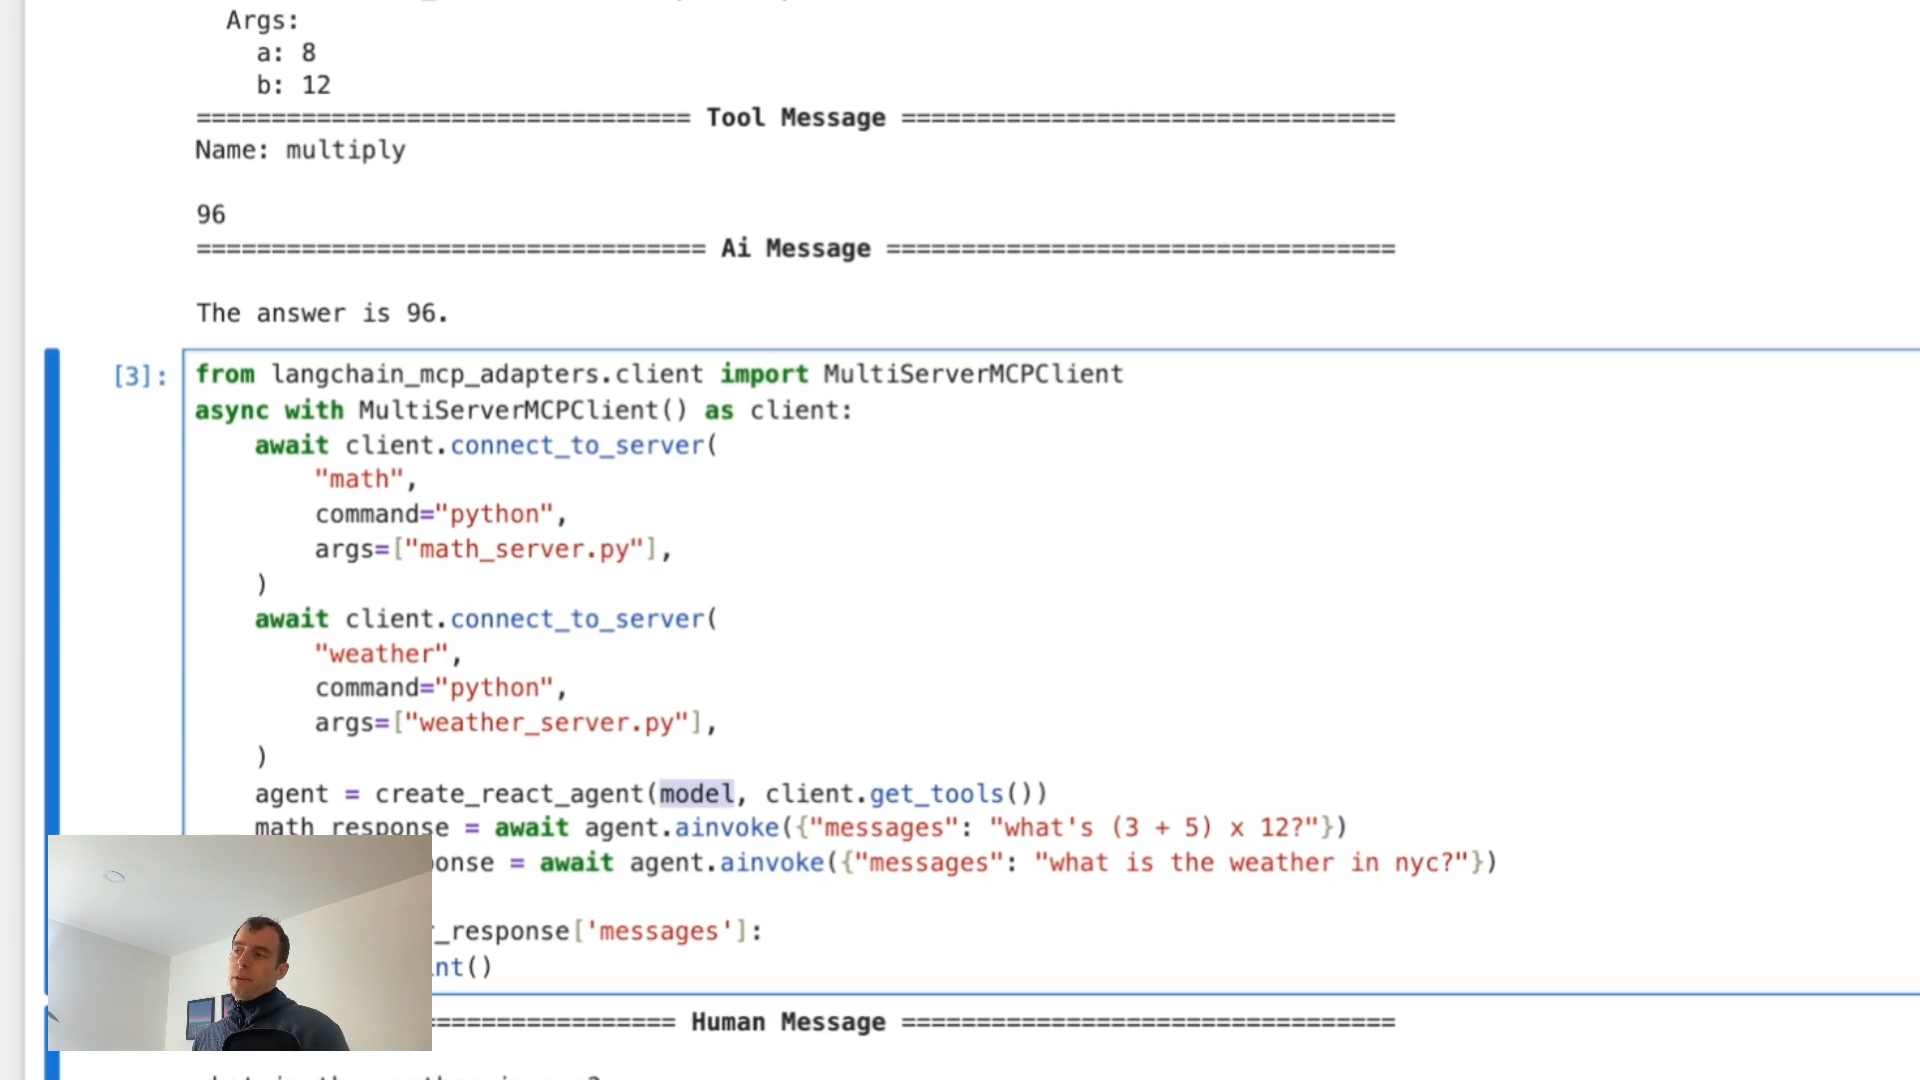 Args:
a: 8
b: 12
================================= Tool Message =================================
Name: multiply
96
================================== Ai Message ==================================
The answer is 96.
[3]:
from langchain_mcp_adapters.client import MultiServerMCPClient
async with MultiServerMCPClient() as client:
await client.connect_to_server(
"math",
command="python",
args=["math_server.py"],
)
await client.connect_to_server(
"weather",
command="python",
args=["weather_server.py"],
)
agent = create_react_agent(model, client.get_tools())
math_response = await agent.ainvoke({"messages": "what's (3 + 5) x 12?"})
onse = await agent.ainvoke({"messages": "what is the weather in nyc?"})
_response['messages']:
nt()
================ Human Message =================================